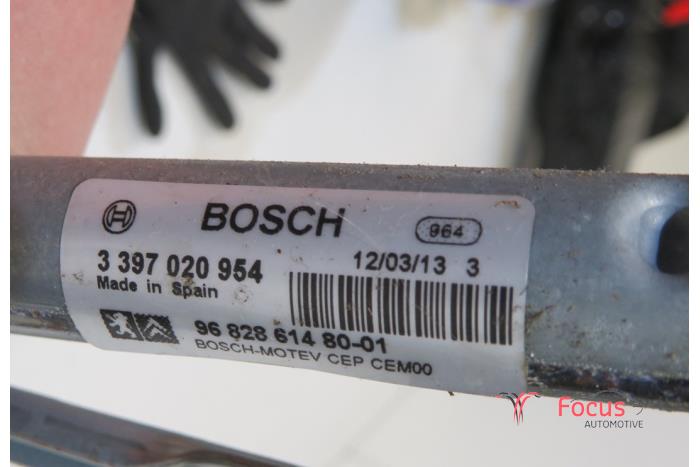 BOSCH
964
3 397 020 954
12/03/13 3
Made in Spain
96 828 614 80-01
BOSCH-MOTEV CEP CEM00
Focus
AUTOMOTIVE